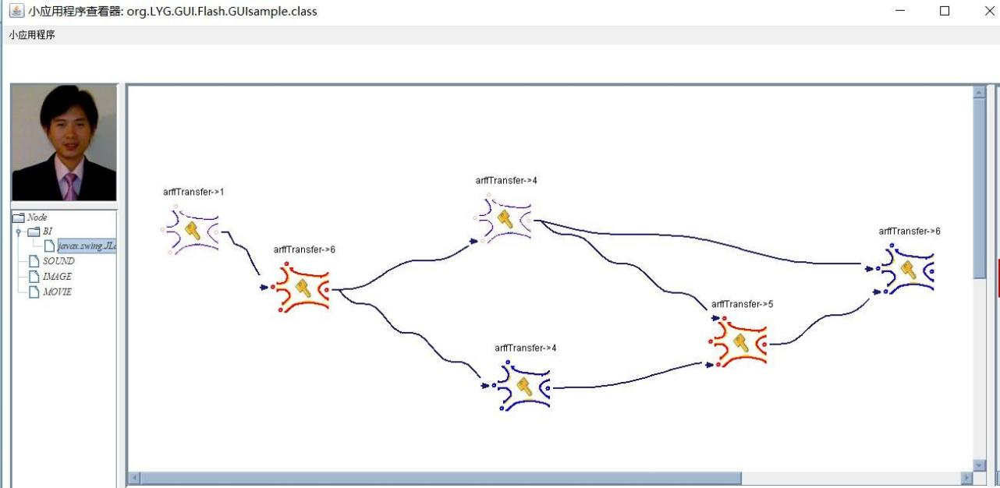 小应用程序查看器: org.LYG.GUI.Flash.GUIsample.class
小应用程序
Node
BI
javax.swing.JLa
SOUND
IMAGE
MOVIE
arffTransfer->1
arffTransfer->6
arffTransfer->4
arffTransfer->4
arffTransfer->5
arffTransfer->6